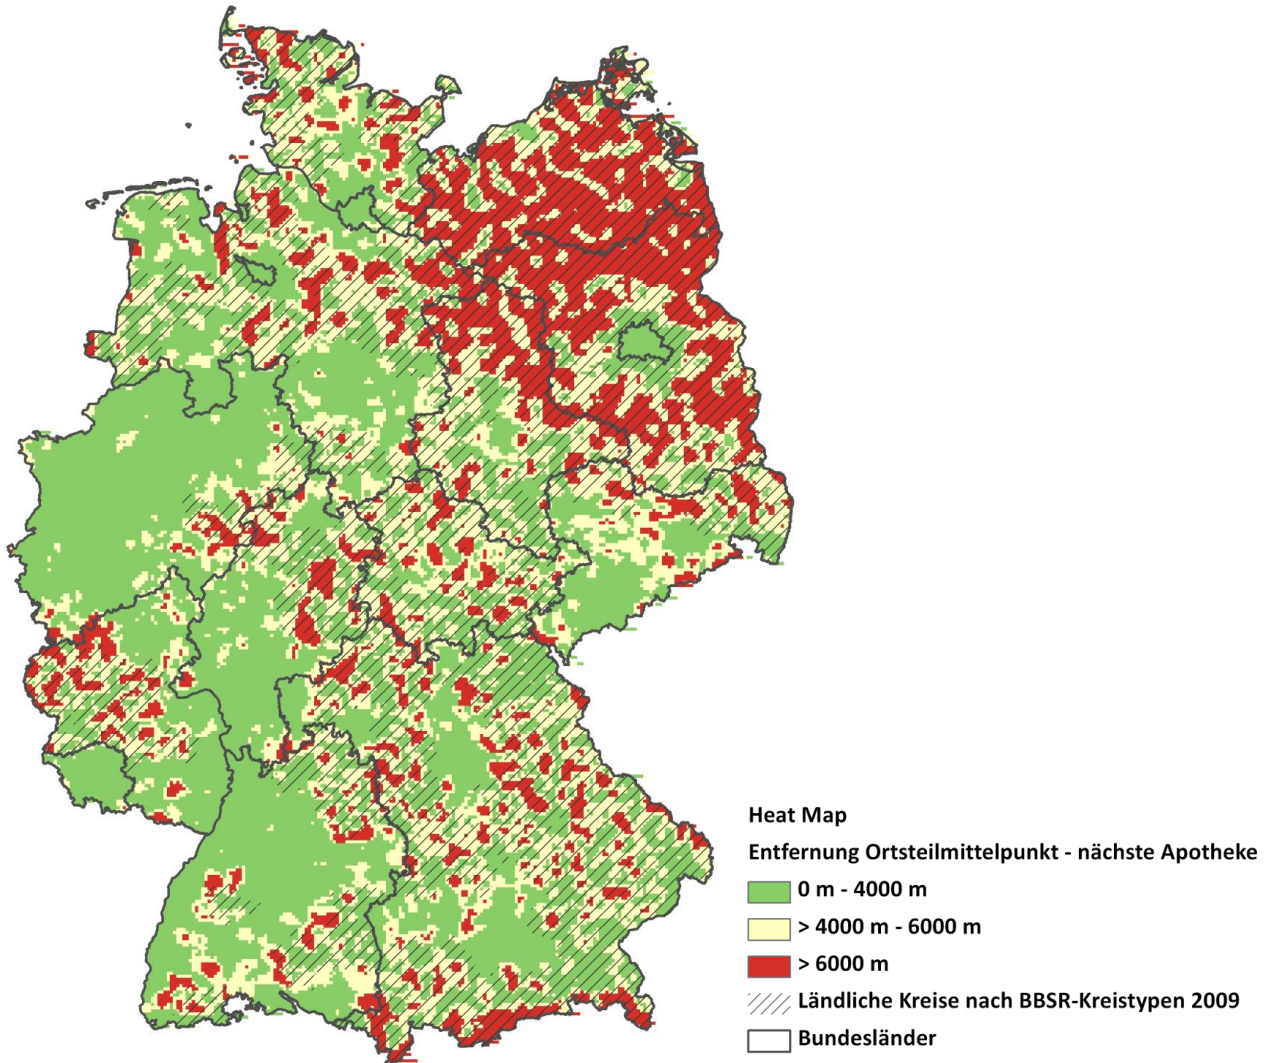 Heat Map
Entfernung Ortsteilmittelpunkt - nächste Apotheke
0 m - 4000 m
> 4000 m - 6000 m
> 6000 m
Ländliche Kreise nach BBSR-Kreistypen 2009
Bundesländer